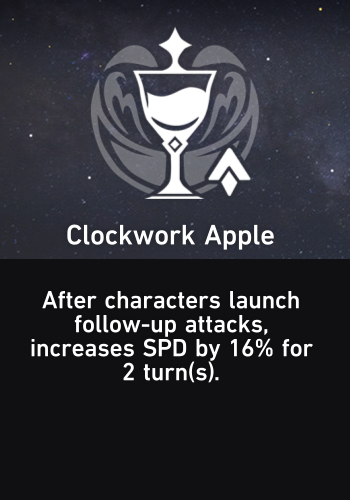 Clockwork Apple
After characters launch
follow-up attacks,
increases SPD by 16% for
2 turn(s).